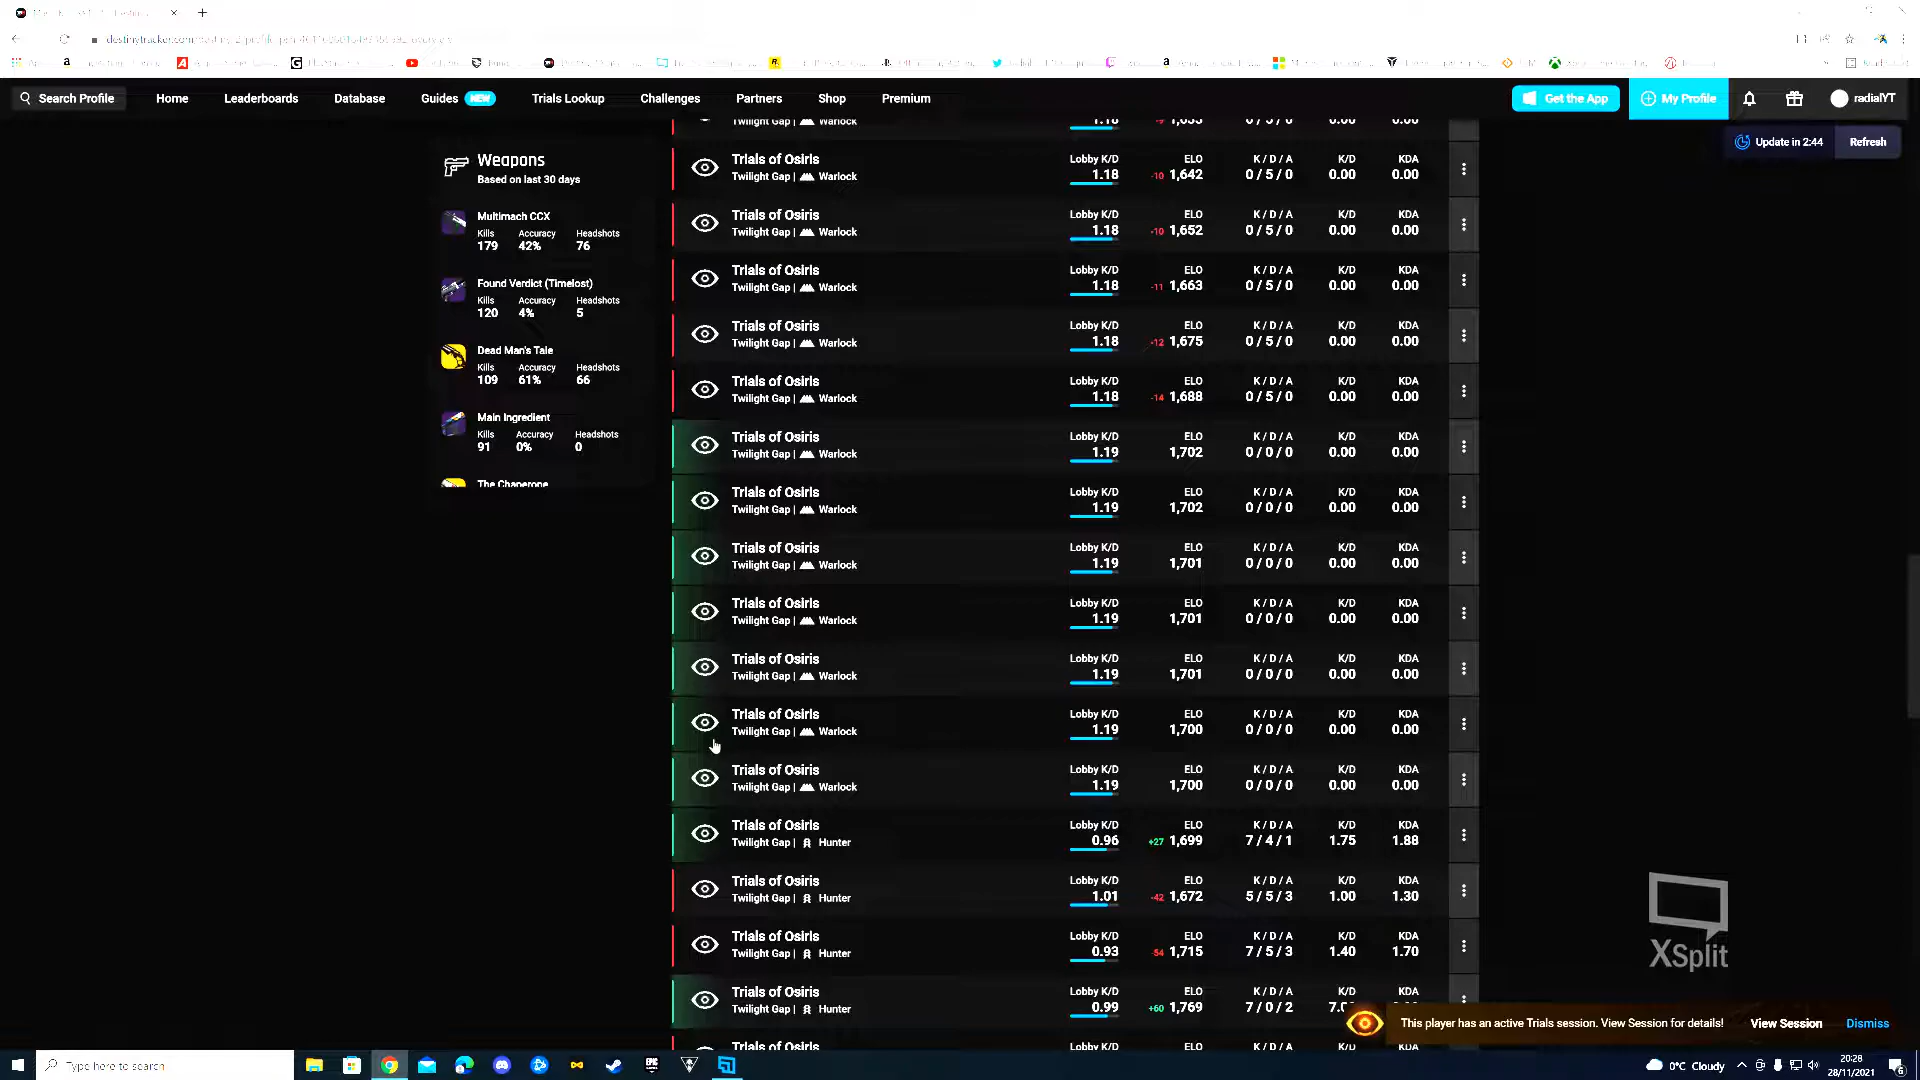 Search Profile Home Leaderboards Database Guides NEW Trials Lookup Challenges Partners Shop Premium Get the App My Profile radialYT
Update in 2:44 Refresh
Weapons
Based on last 30 days
Multimach CCX
Kills Accuracy Headshots
179 42% 76
Found Verdict (Timelost)
Kills Accuracy Headshots
120 4% 5
Dead Man's Tale
Kills Accuracy Headshots
109 61% 66
Main Ingredient
Kills Accuracy Headshots
91 0% 0
The Chaperone
Twilight Gap | Warlock
Trials of Osiris Lobby K/D ELO K / D / A K/D KDA
Twilight Gap | Warlock 1.18 -10 1,642 0 / 5 / 0 0.00 0.00
Trials of Osiris Lobby K/D ELO K / D / A K/D KDA
Twilight Gap | Warlock 1.18 -10 1,652 0 / 5 / 0 0.00 0.00
Trials of Osiris Lobby K/D ELO K / D / A K/D KDA
Twilight Gap | Warlock 1.18 -11 1,663 0 / 5 / 0 0.00 0.00
Trials of Osiris Lobby K/D ELO K / D / A K/D KDA
Twilight Gap | Warlock 1.18 -12 1,675 0 / 5 / 0 0.00 0.00
Trials of Osiris Lobby K/D ELO K / D / A K/D KDA
Twilight Gap | Warlock 1.18 -14 1,688 0 / 5 / 0 0.00 0.00
Trials of Osiris Lobby K/D ELO K / D / A K/D KDA
Twilight Gap | Warlock 1.19 1,702 0 / 0 / 0 0.00 0.00
Trials of Osiris Lobby K/D ELO K / D / A K/D KDA
Twilight Gap | Warlock 1.19 1,702 0 / 0 / 0 0.00 0.00
Trials of Osiris Lobby K/D ELO K / D / A K/D KDA
Twilight Gap | Warlock 1.19 1,701 0 / 0 / 0 0.00 0.00
Trials of Osiris Lobby K/D ELO K / D / A K/D KDA
Twilight Gap | Warlock 1.19 1,701 0 / 0 / 0 0.00 0.00
Trials of Osiris Lobby K/D ELO K / D / A K/D KDA
Twilight Gap | Warlock 1.19 1,701 0 / 0 / 0 0.00 0.00
Trials of Osiris Lobby K/D ELO K / D / A K/D KDA
Twilight Gap | Warlock 1.19 1,700 0 / 0 / 0 0.00 0.00
Trials of Osiris Lobby K/D ELO K / D / A K/D KDA
Twilight Gap | Warlock 1.19 1,700 0 / 0 / 0 0.00 0.00
Trials of Osiris Lobby K/D ELO K / D / A K/D KDA
Twilight Gap | Hunter 0.96 +27 1,699 7 / 4 / 1 1.75 1.88
Trials of Osiris Lobby K/D ELO K / D / A K/D KDA
Twilight Gap | Hunter 1.01 -42 1,672 5 / 5 / 3 1.00 1.30
Trials of Osiris Lobby K/D ELO K / D / A K/D KDA
Twilight Gap | Hunter 0.93 -54 1,715 7 / 5 / 3 1.40 1.70
Trials of Osiris Lobby K/D ELO K / D / A K/D KDA
Twilight Gap | Hunter 0.99 +60 1,769 7 / 0 / 2
Trials of Osiris Lobby K/D ELO K / D / A K/D KDA
XSplit
This player has an active Trials session. View Session for details! View Session Dismiss
Type here to search
0°C Cloudy
20:28
28/11/2021